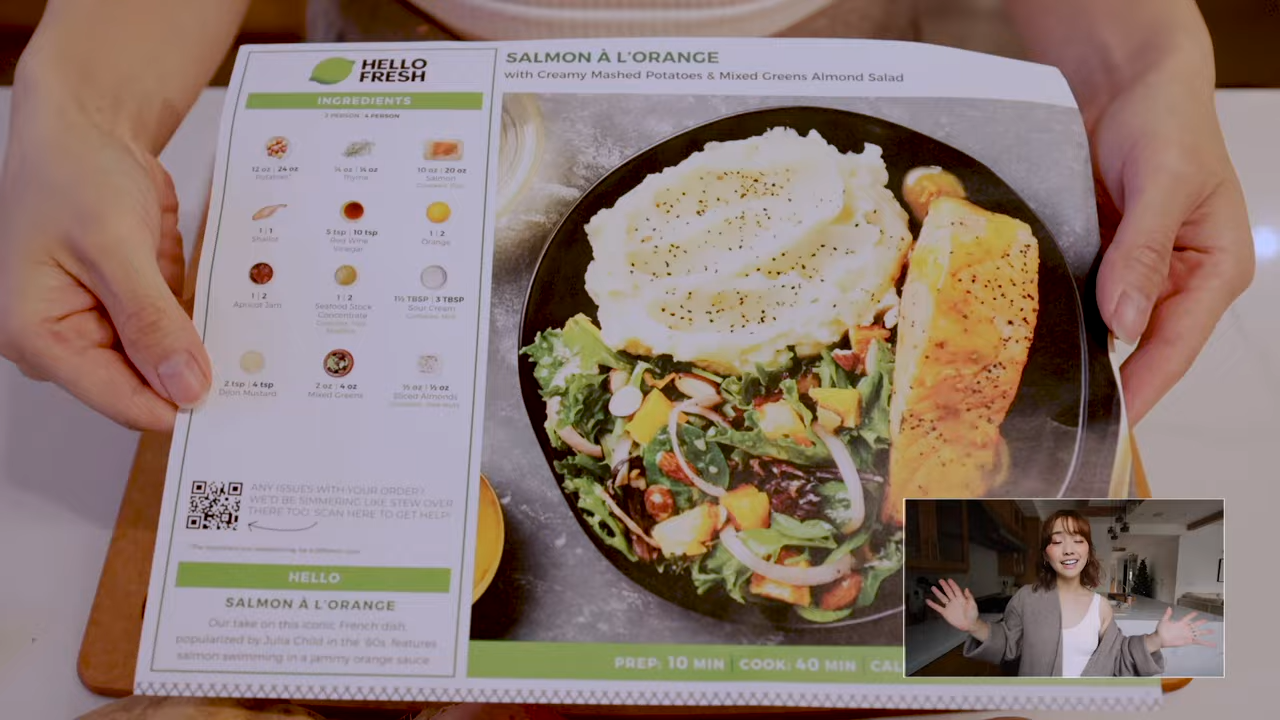 HELLO
FRESH
INGREDIENTS
2 PERSON | 4 PERSON
12 oz | 24 oz
Potatoes*
¼ oz | ¼ oz
Thyme
10 oz | 20 oz
Salmon
1 | 1
Shallot
5 tsp | 10 tsp
Red Wine
Vinegar
1 | 2
Orange
1 | 2
Apricot Jam
1 | 2
Seafood Stock
Concentrate
1½ TBSP | 3 TBSP
Sour Cream
Contains: Milk
2 tsp | 4 tsp
Dijon Mustard
2 oz | 4 oz
Mixed Greens
½ oz | ½ oz
Sliced Almonds
ANY ISSUES WITH YOUR ORDER?
WE'D BE SIMMERING LIKE STEW OVER
THERE TOO. SCAN HERE TO GET HELP!
HELLO
SALMON À L'ORANGE
Our take on this iconic French dish,
popularized by Julia Child in the '60s, features
salmon swimming in a jammy orange sauce
SALMON À L'ORANGE
with Creamy Mashed Potatoes & Mixed Greens Almond Salad
PREP: 10 MIN | COOK: 40 MIN | CAL